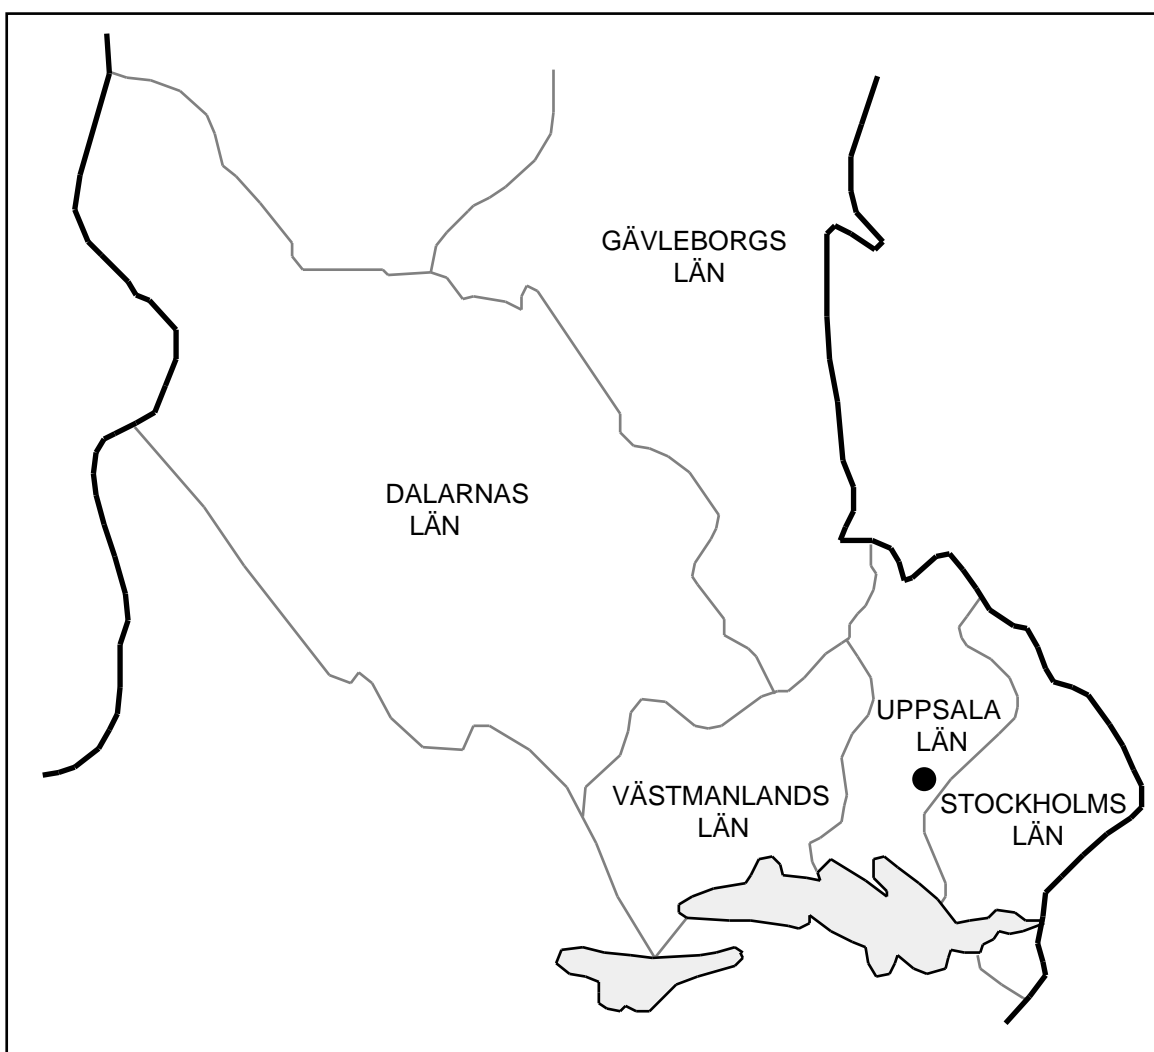 GÄVLEBORGS
LÄN
DALARNAS
LÄN
UPPSALA
LÄN
VÄSTMANLANDS
LÄN
STOCKHOLMS
LÄN